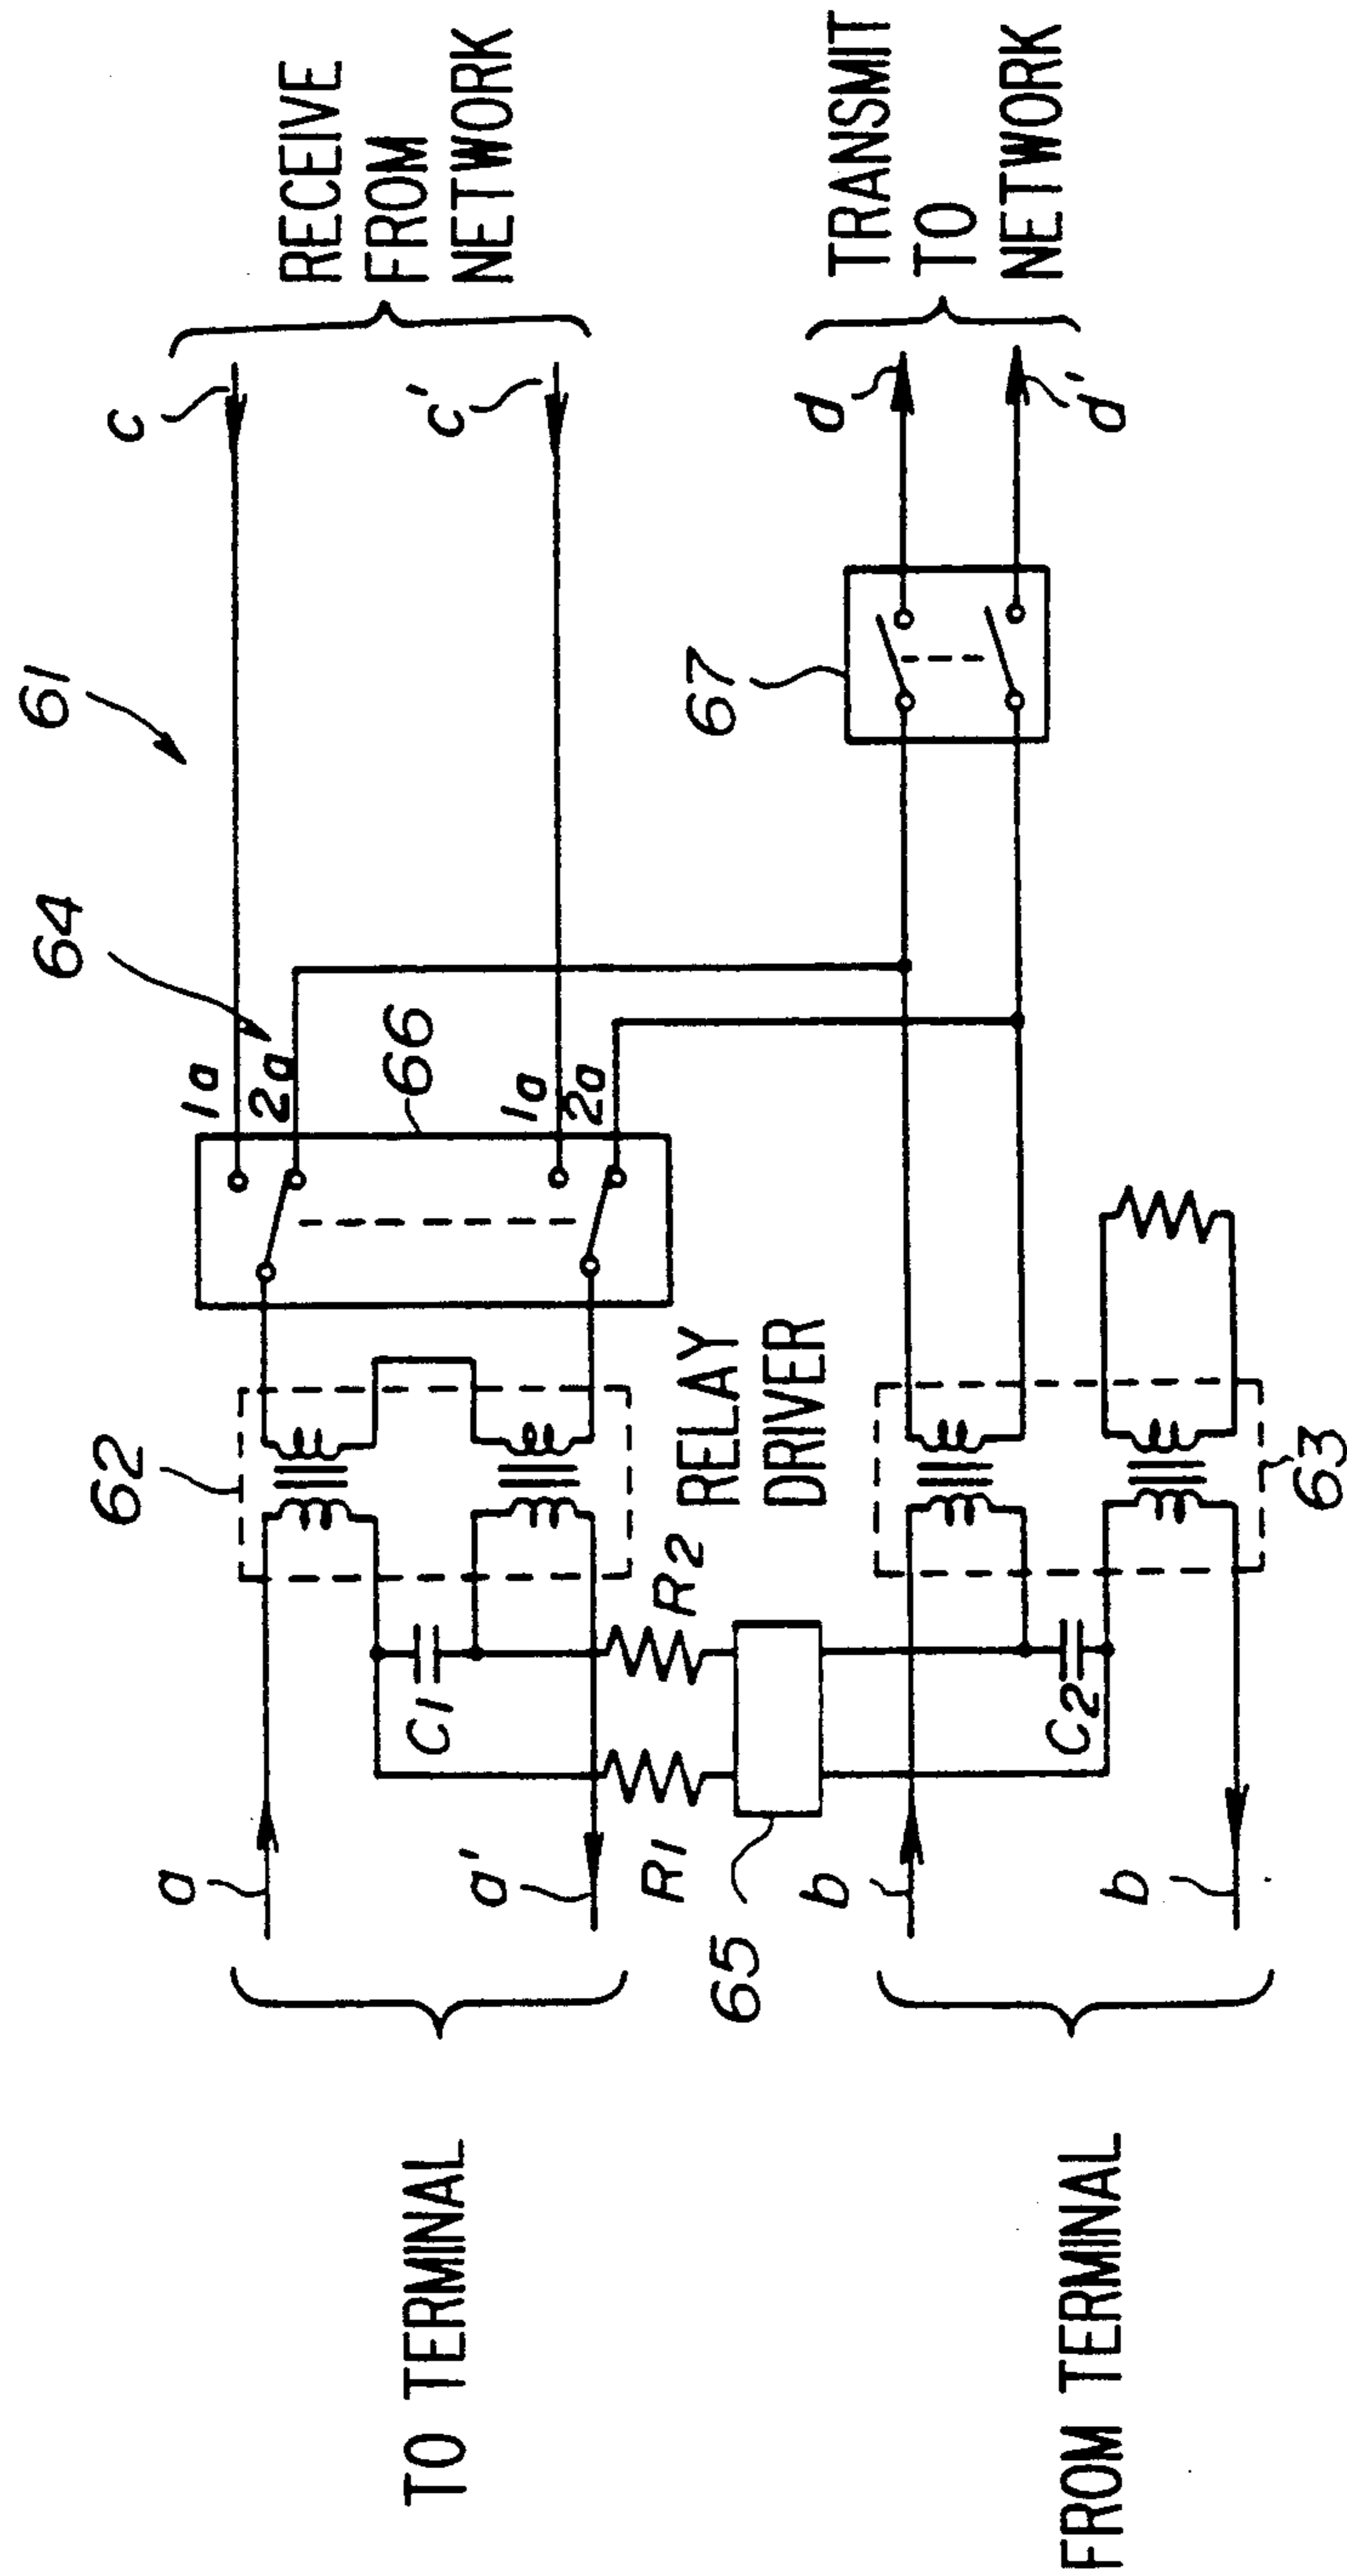 61
64
c
RECEIVE
FROM
NETWORK
c'
1a
2a
66
1a
2a
62
a
C1
a'
R2
R1
RELAY
DRIVER
65
67
d
d'
TRANSMIT
TO
NETWORK
b
C2
b
63
TO TERMINAL
FROM TERMINAL